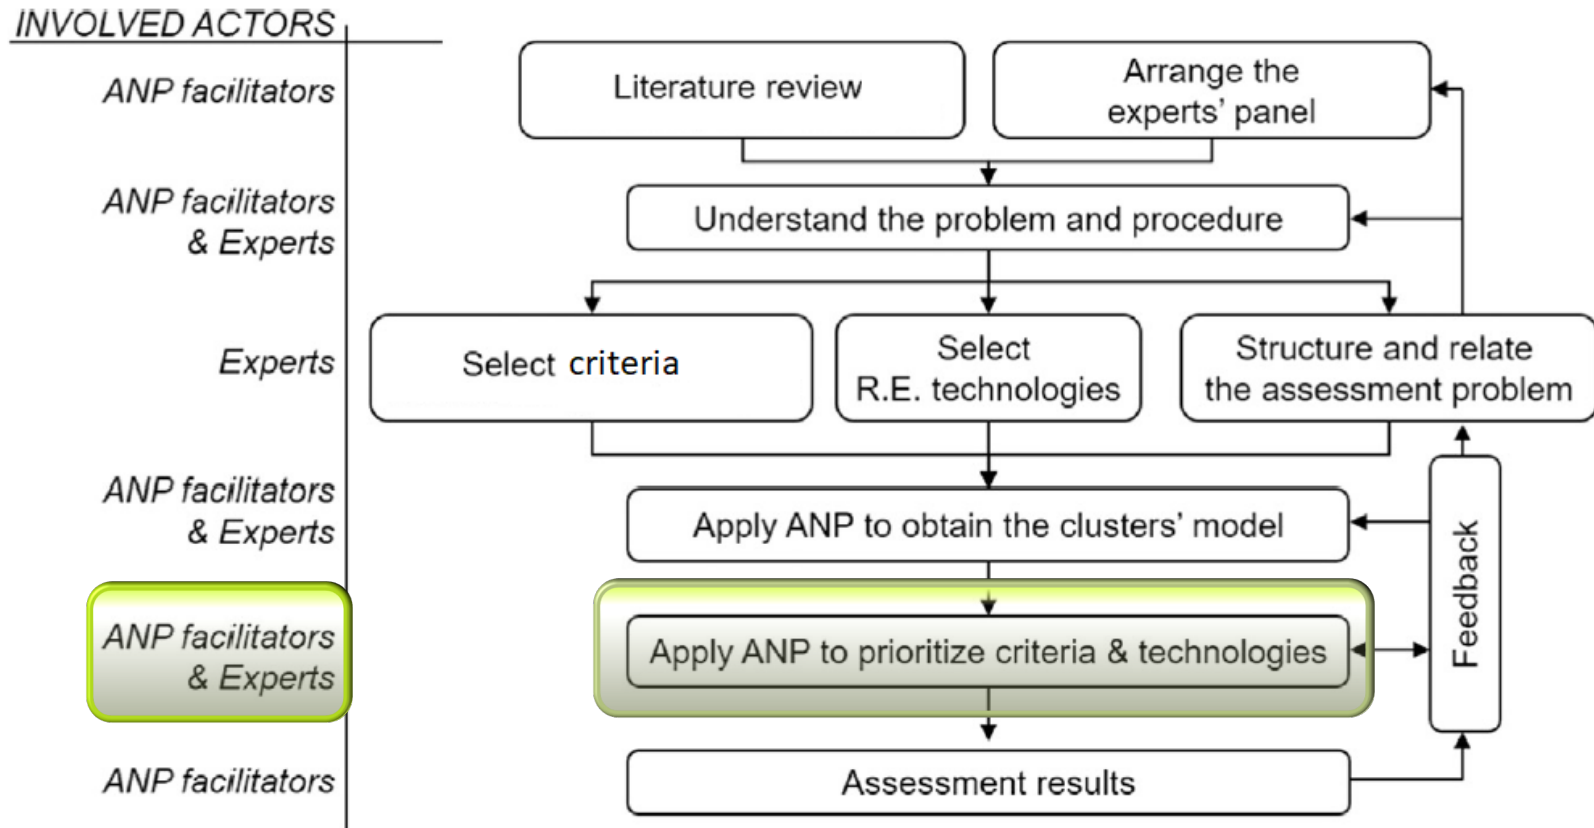 INVOLVED ACTORS
ANP facilitators
Literature review
Arrange the
experts' panel
ANP facilitators
& Experts
Understand the problem and procedure
Experts
Select criteria
Select
R.E. technologies
Structure and relate
the assessment problem
ANP facilitators
& Experts
Apply ANP to obtain the clusters' model
Feedback
ANP facilitators
& Experts
Apply ANP to prioritize criteria & technologies
ANP facilitators
Assessment results